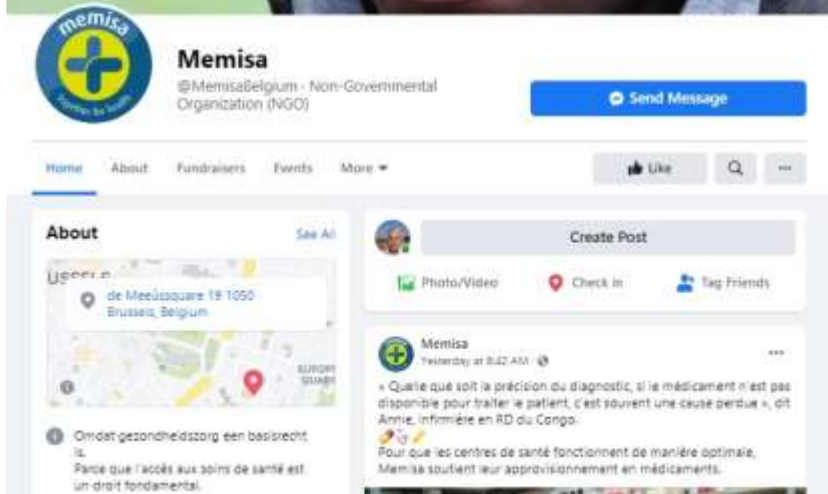 memisa
together for health
Memisa
@MemisaBelgium · Non-Governmental
Organization (NGO)
Send Message
Home About Fundraisers Events More
Like
About See All
USSELS
de Meeûssquare 19 1050
Brussels, Belgium
EUROPE
QUART
Omdat gezondheidszorg een basisrecht
is.
Parce que l'accès aux soins de santé est
un droit fondamental.
Create Post
Photo/Video Check in Tag Friends
Memisa
Yesterday at 8:42 AM
« Quelle que soit la précision du diagnostic, si le médicament n'est pas
disponible pour traiter le patient, c'est souvent une cause perdue », dit
Annie, infirmière en RD du Congo.
Pour que les centres de santé fonctionnent de manière optimale,
Memisa soutient leur approvisionnement en médicaments.